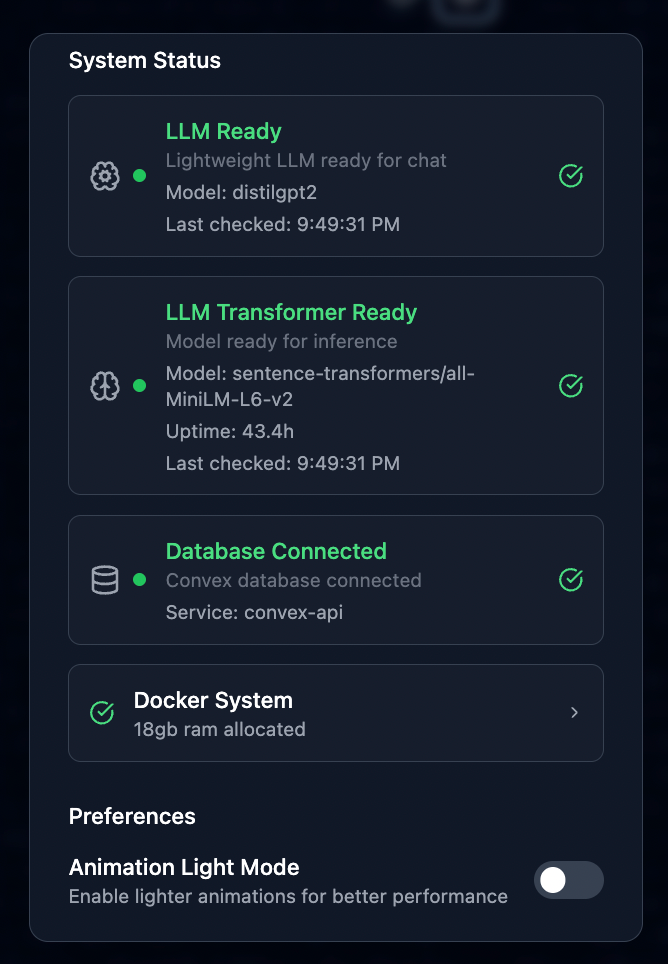 System Status
LLM Ready
Lightweight LLM ready for chat
Model: distilgpt2
Last checked: 9:49:31 PM
LLM Transformer Ready
Model ready for inference
Model: sentence-transformers/all-
MiniLM-L6-v2
Uptime: 43.4h
Last checked: 9:49:31 PM
Database Connected
Convex database connected
Service: convex-api
Docker System
18gb ram allocated
Preferences
Animation Light Mode
Enable lighter animations for better performance